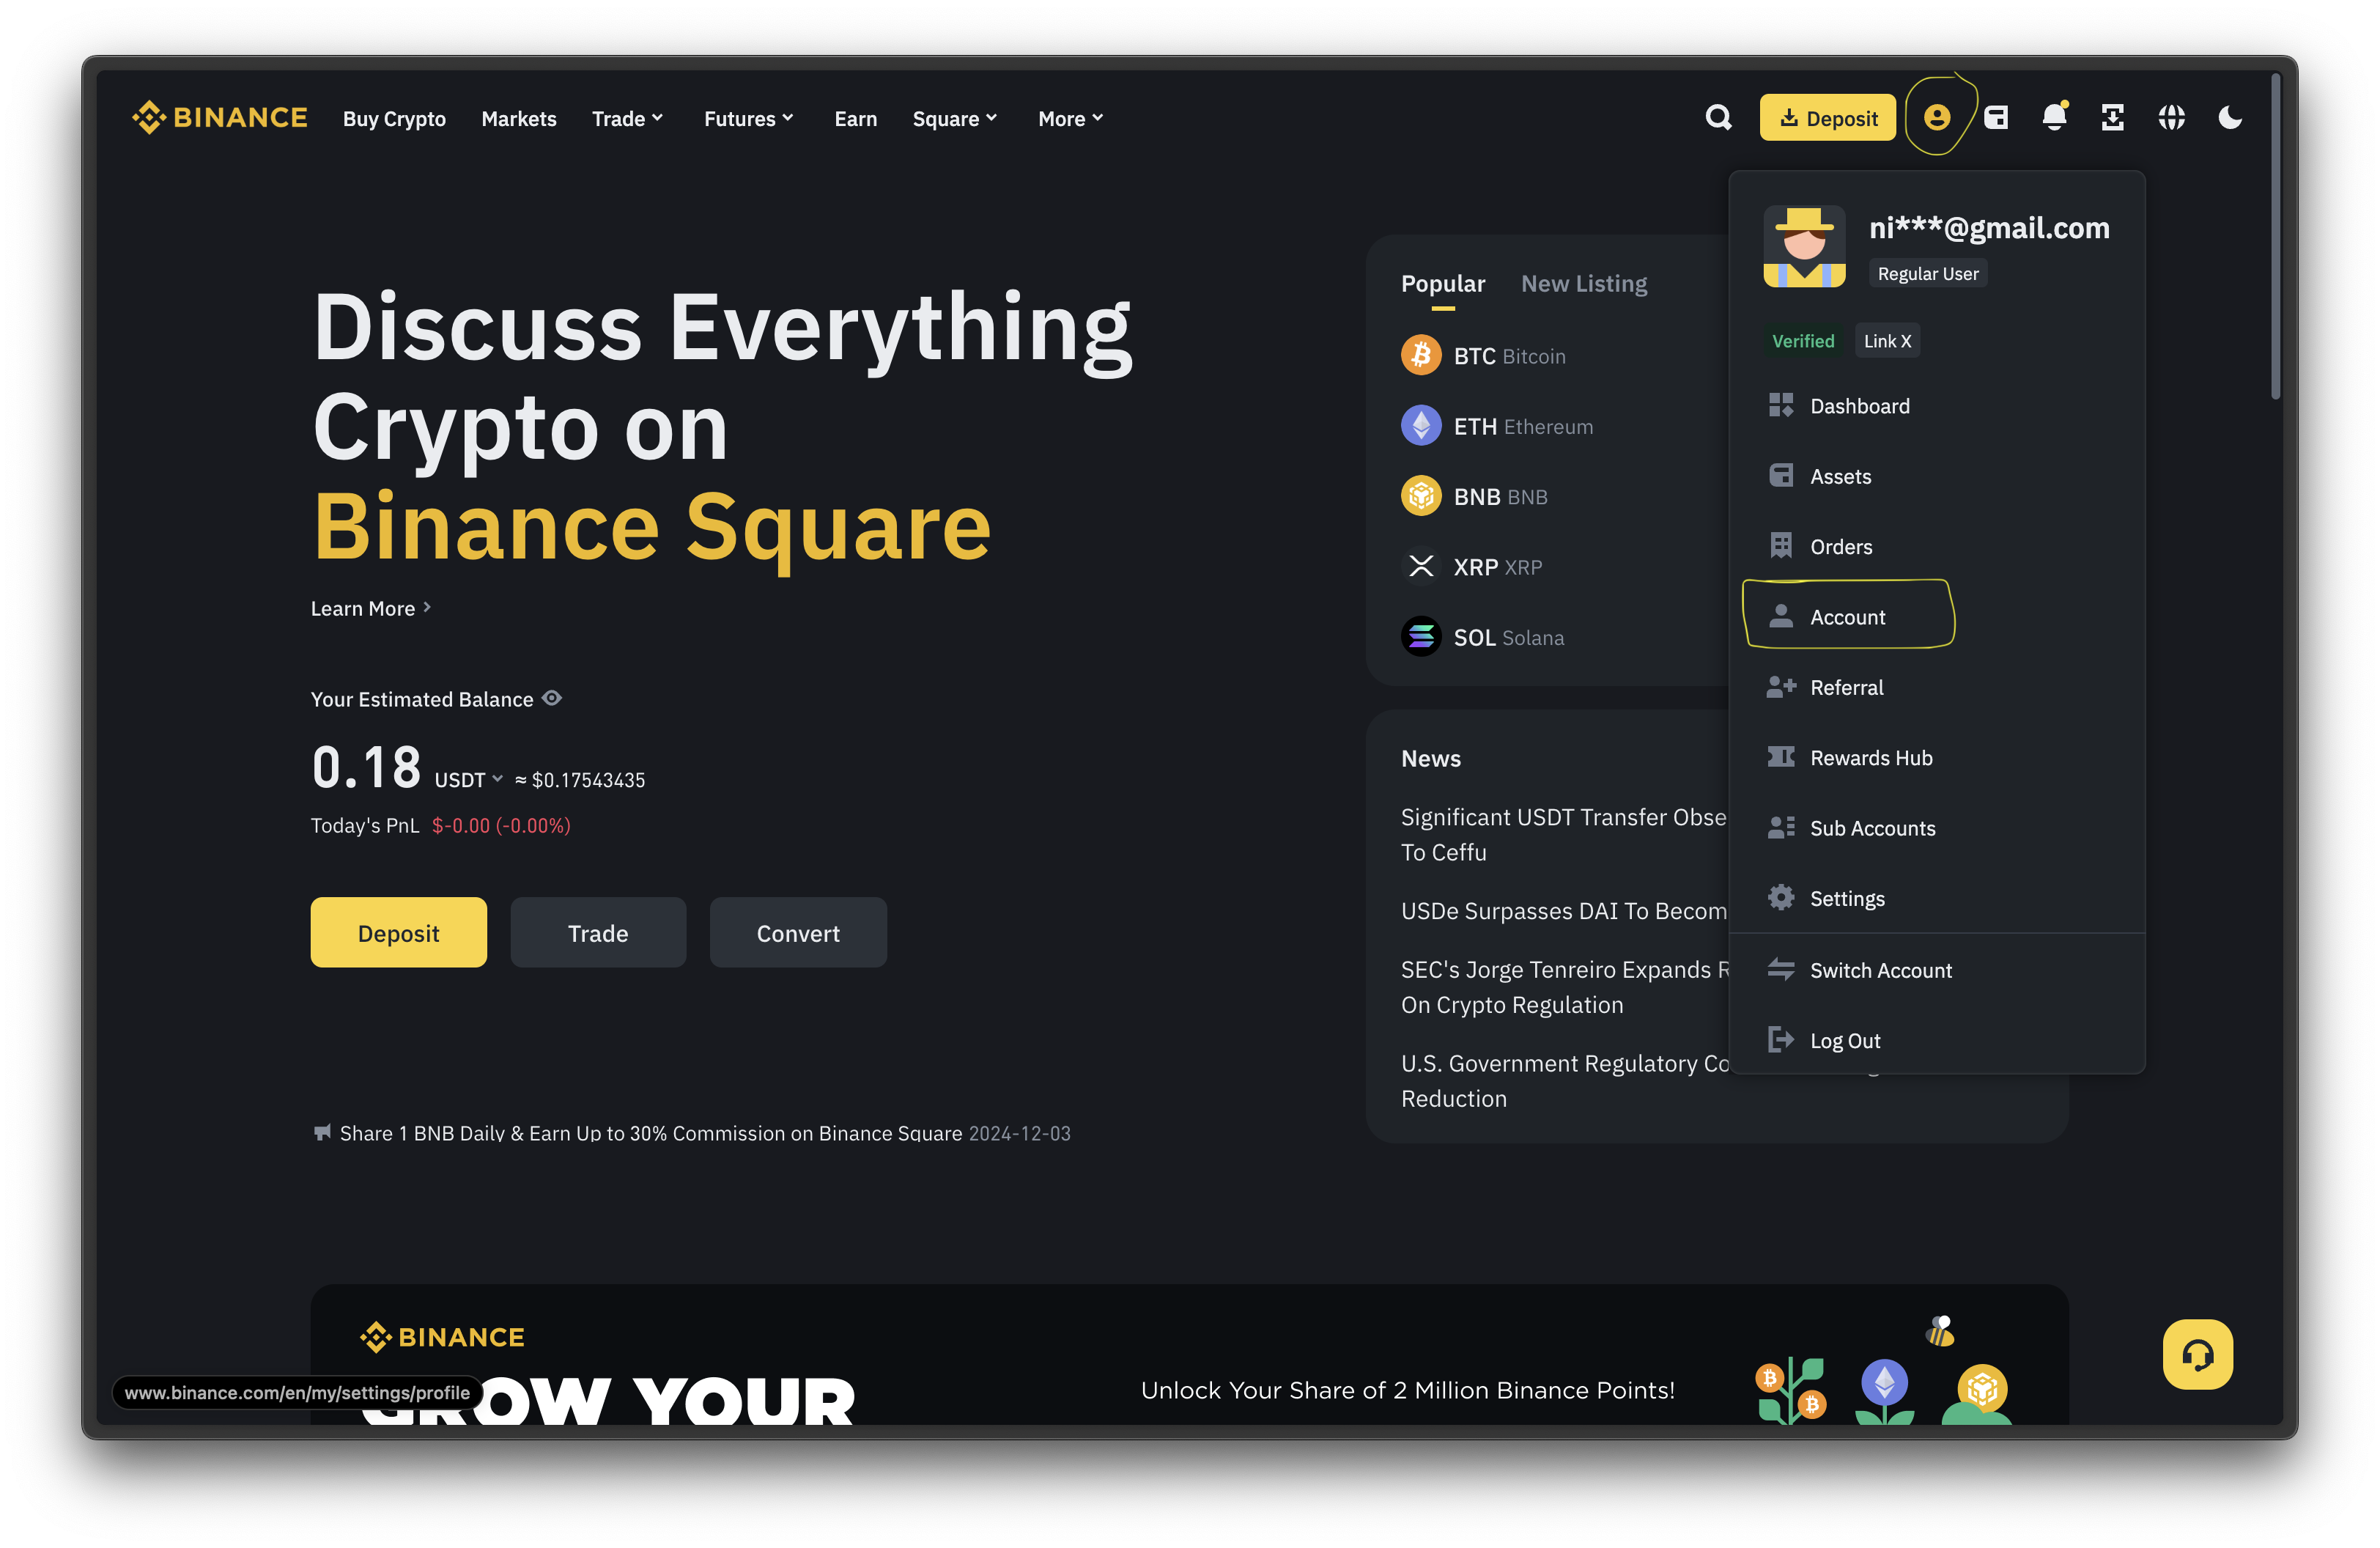 BINANCE
Buy Crypto
Markets
Trade
Futures
Earn
Square
More
Deposit
Discuss Everything
Crypto on
Binance Square
Learn More
Your Estimated Balance
0.18 USDT ≈ $0.17543435
Today's PnL $-0.00 (-0.00%)
Deposit
Trade
Convert
Share 1 BNB Daily & Earn Up to 30% Commission on Binance Square 2024-12-03
Popular
New Listing
BTC Bitcoin
ETH Ethereum
BNB BNB
XRP XRP
SOL Solana
News
Significant USDT Transfer Obse
To Ceffu
USDe Surpasses DAI To Becom
SEC's Jorge Tenreiro Expands R
On Crypto Regulation
U.S. Government Regulatory Co
Reduction
ni***@gmail.com
Regular User
Verified
Link X
Dashboard
Assets
Orders
Account
Referral
Rewards Hub
Sub Accounts
Settings
Switch Account
Log Out
BINANCE
GROW YOUR
Unlock Your Share of 2 Million Binance Points!
www.binance.com/en/my/settings/profile